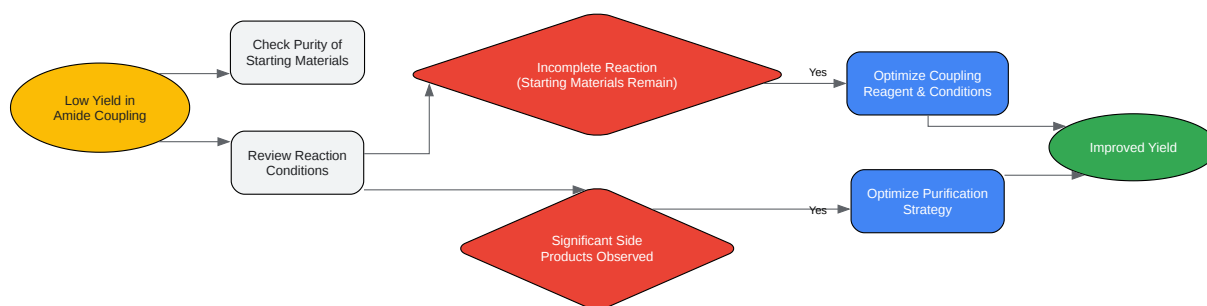 Low Yield in
Amide Coupling
Check Purity of
Starting Materials
Review Reaction
Conditions
Incomplete Reaction
(Starting Materials Remain)
Yes
Optimize Coupling
Reagent & Conditions
Significant Side
Products Observed
Yes
Optimize Purification
Strategy
Improved Yield